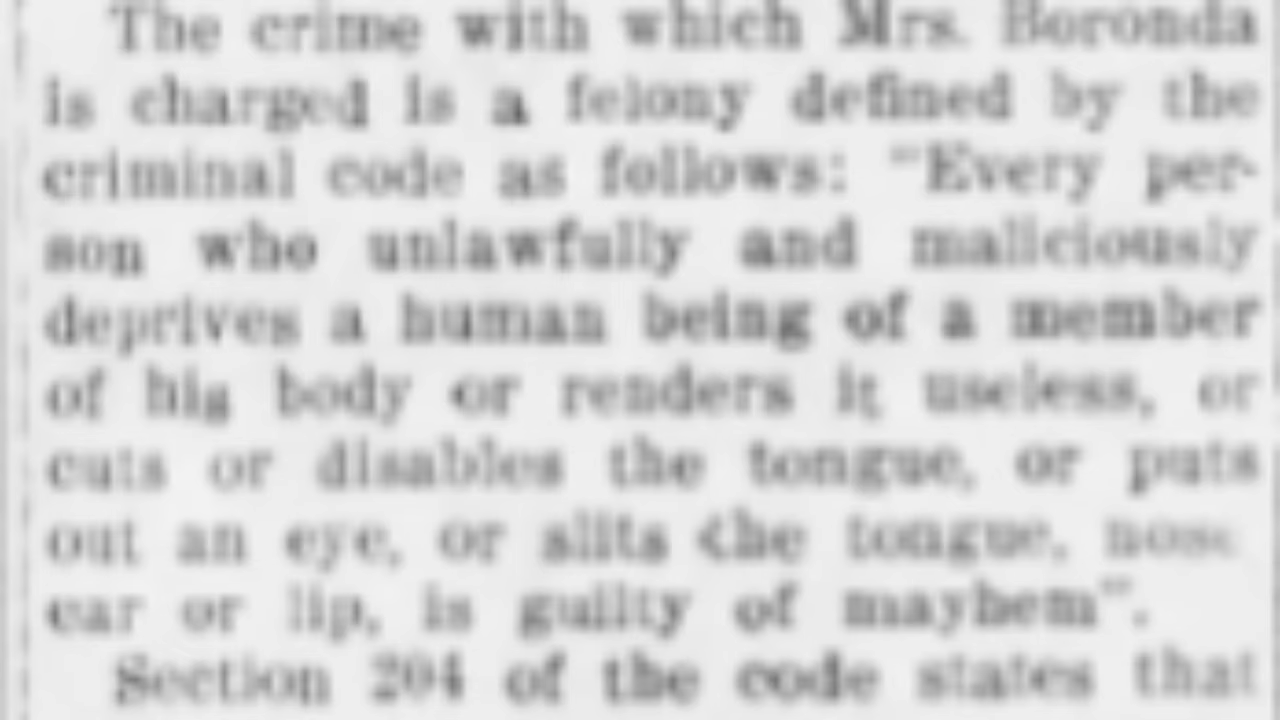 The crime with which Mrs. Boronda
is charged is a felony defined by the
criminal code as follows: "Every per-
son who unlawfully and maliciously
deprives a human being of a member
of his body or renders it useless, or
cuts or disables the tongue, or puts
out an eye, or slits the tongue, nose
ear or lip, is guilty of mayhem".
Section 204 of the code states that